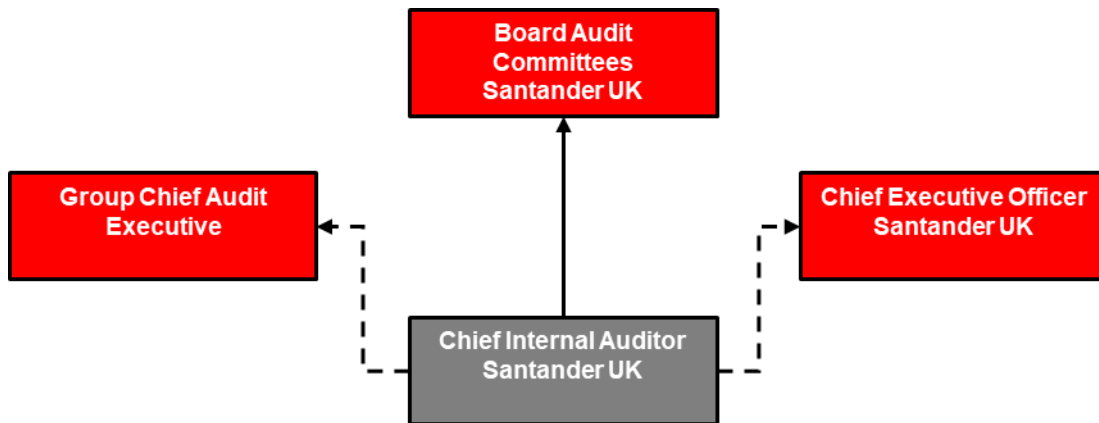 Board Audit
Committees
Santander UK
Group Chief Audit
Executive
Chief Executive Officer
Santander UK
Chief Internal Auditor
Santander UK